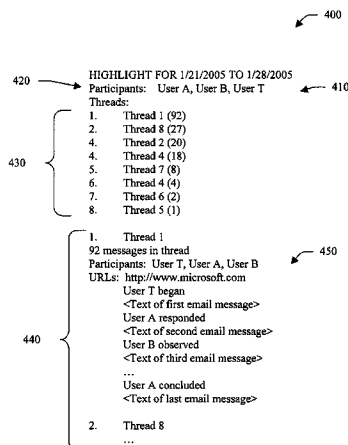 400
HIGHLIGHT FOR 1/21/2005 TO 1/28/2005
420
Participants: User A, User B, User T
410
Threads:
1. Thread 1 (92)
2. Thread 8 (27)
4. Thread 2 (20)
430
4. Thread 4 (18)
5. Thread 7 (8)
6. Thread 4 (4)
7. Thread 6 (2)
8. Thread 5 (1)
1. Thread 1
92 messages in thread
450
Participants: User T, User A, User B
URLs: http://www.microsoft.com
User T began
<Text of first email message>
User A responded
440
<Text of second email message>
User B observed
<Text of third email message>
...
User A concluded
<Text of last email message>
2. Thread 8
...